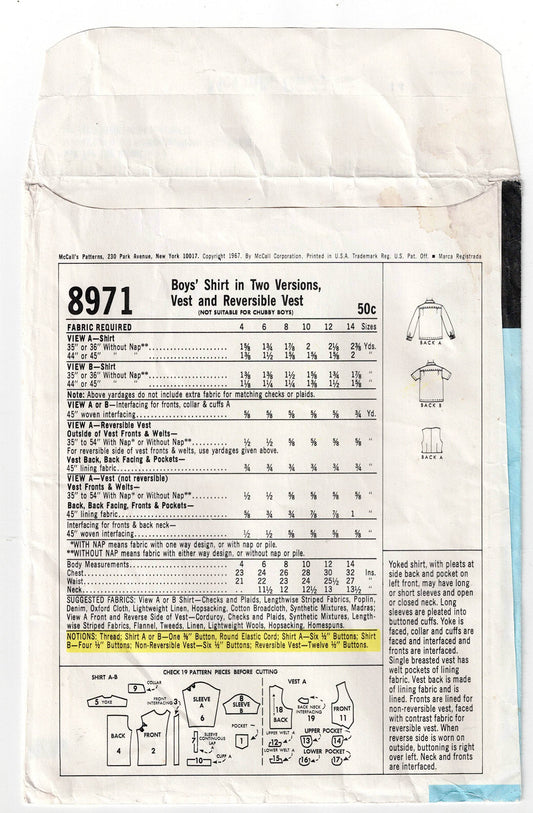 McCall's Patterns, 230 Park Avenue, New York 10017. Copyright 1967, By McCall Corporation, Printed in U.S.A. Trademark Reg. U.S. Pat. Off. ■ Marca Registrada
8971
Boys' Shirt in Two Versions,
Vest and Reversible Vest
(NOT SUITABLE FOR CHUBBY BOYS)
50c
FABRIC REQUIRED 4 6 8 10 12 14 Sizes
VIEW A—Shirt
35" or 36" Without Nap** 1⅝ 1¾ 1⅞ 2 2⅛ 2⅜ Yds.
44" or 45" " 1⅜ 1½ 1⅝ 1⅝ 1⅝ 2 "
VIEW B—Shirt
35" or 36" Without Nap** 1⅜ 1⅜ 1½ 1⅝ 1¾ 1⅞ "
44" or 45" " 1⅛ 1¼ 1¼ 1⅜ 1½ 1⅝ "
Note: Above yardages do not include extra fabric for matching checks or plaids.
VIEW A or B—Interfacing for fronts, collar & cuffs A
45" woven interfacing ⅝ ⅝ ⅝ ⅝ ⅝ ¾ Yd.
VIEW A—Reversible Vest
Outside of Vest Fronts & Welts—
35" to 54" With Nap* or Without Nap** ½ ½ ⅝ ⅝ ⅝ ⅝ "
For reversible side of vest fronts & welts, use yardages given above.
Vest Back, Back Facing & Pockets—
45" lining fabric ¾ ¾ ¾ ¾ ¾ ¾ "
VIEW A—Vest (not reversible)
Vest Fronts & Welts—
35" to 54" With Nap* or Without Nap** ½ ½ ⅝ ⅝ ⅝ ⅝ "
Back, Back Facing, Fronts & Pockets—
45" lining fabric ¾ ¾ ¾ ⅞ ⅞ 1 "
Interfacing for fronts & back neck—
45" woven interfacing ½ ½ ⅝ ⅝ ⅝ ⅝ "
*WITH NAP means fabric with one way design, or with nap or pile.
**WITHOUT NAP means fabric with either way design, or without nap or pile.
Body Measurements 4 6 8 10 12 14
Chest 23 24 26 28 30 32 Ins.
Waist 21 22 23 24 25½ 27 "
Neck 11½ 12 12½ 13 13½ "
SUGGESTED FABRICS: View A or B Shirt—Checks and Plaids, Lengthwise Striped Fabrics, Poplin,
Denim, Oxford Cloth, Lightweight Linen, Hopsacking, Cotton Broadcloth, Synthetic Mixtures, Madras;
View A Front and Reverse Side of Vest—Corduroy, Checks and Plaids, Synthetic Mixtures, Length-
wise Striped Fabrics, Flannel, Tweeds, Linen, Lightweight Wools, Hopsacking, Homespuns.
NOTIONS: Thread; Shirt A or B—One ⅜" Button, Round Elastic Cord; Shirt A—Six ½" Buttons; Shirt
B—Four ½" Buttons; Non-Reversible Vest—Six ½" Buttons; Reversible Vest—Twelve ½" Buttons.
BACK A
BACK B
BACK A
Yoked shirt, with pleats at
side back and pocket on
left front, may have long
or short sleeves and open
or closed neck. Long
sleeves are pleated into
buttoned cuffs. Yoke is
faced, collar and cuffs are
faced and interfaced and
fronts are interfaced.
Single breasted vest has
welt pockets of lining
fabric. Vest back is made
of lining fabric and is
lined. Fronts are lined for
non-reversible vest, faced
with contrast fabric for
reversible vest. When
reverse side is worn on
outside, buttoning is right
over left. Neck and fronts
are interfaced.
CHECK 19 PATTERN PIECES BEFORE CUTTING
SHIRT A-B
COLLAR
9
5 YOKE
FRONT INTERFACING 3
SLEEVE A 6
8 SLEEVE B
BACK 4
FRONT 2
7
SLEEVE CONTINUOUS LAP
POCKET
1
CUFF A
10
VEST A
18 BACK
BACK NECK INTERFACING 19
FRONT 11
UPPER WELT A
12
UPPER POCKET
13 14
LOWER WELT A
15
LOWER POCKET
16 17